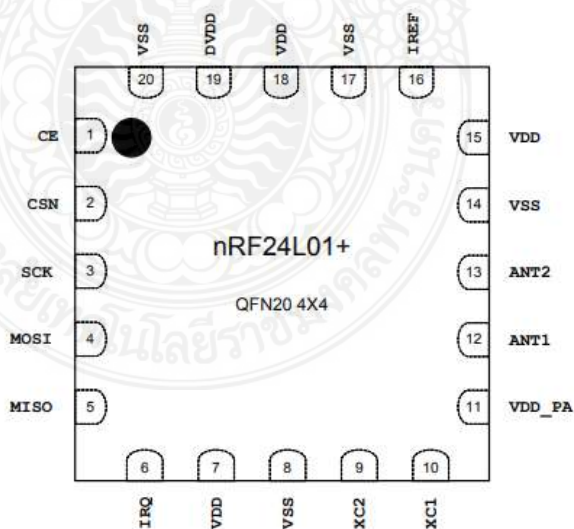 VSS
DVDD
VDD
VSS
IREF
20
19
18
17
16
CE 1
15 VDD
CSN 2
14 VSS
nRF24L01+
SCK 3
13 ANT2
QFN20 4X4
MOSI 4
12 ANT1
MISO 5
11 VDD_PA
6
7
8
9
10
IRQ
VDD
VSS
XC2
XC1